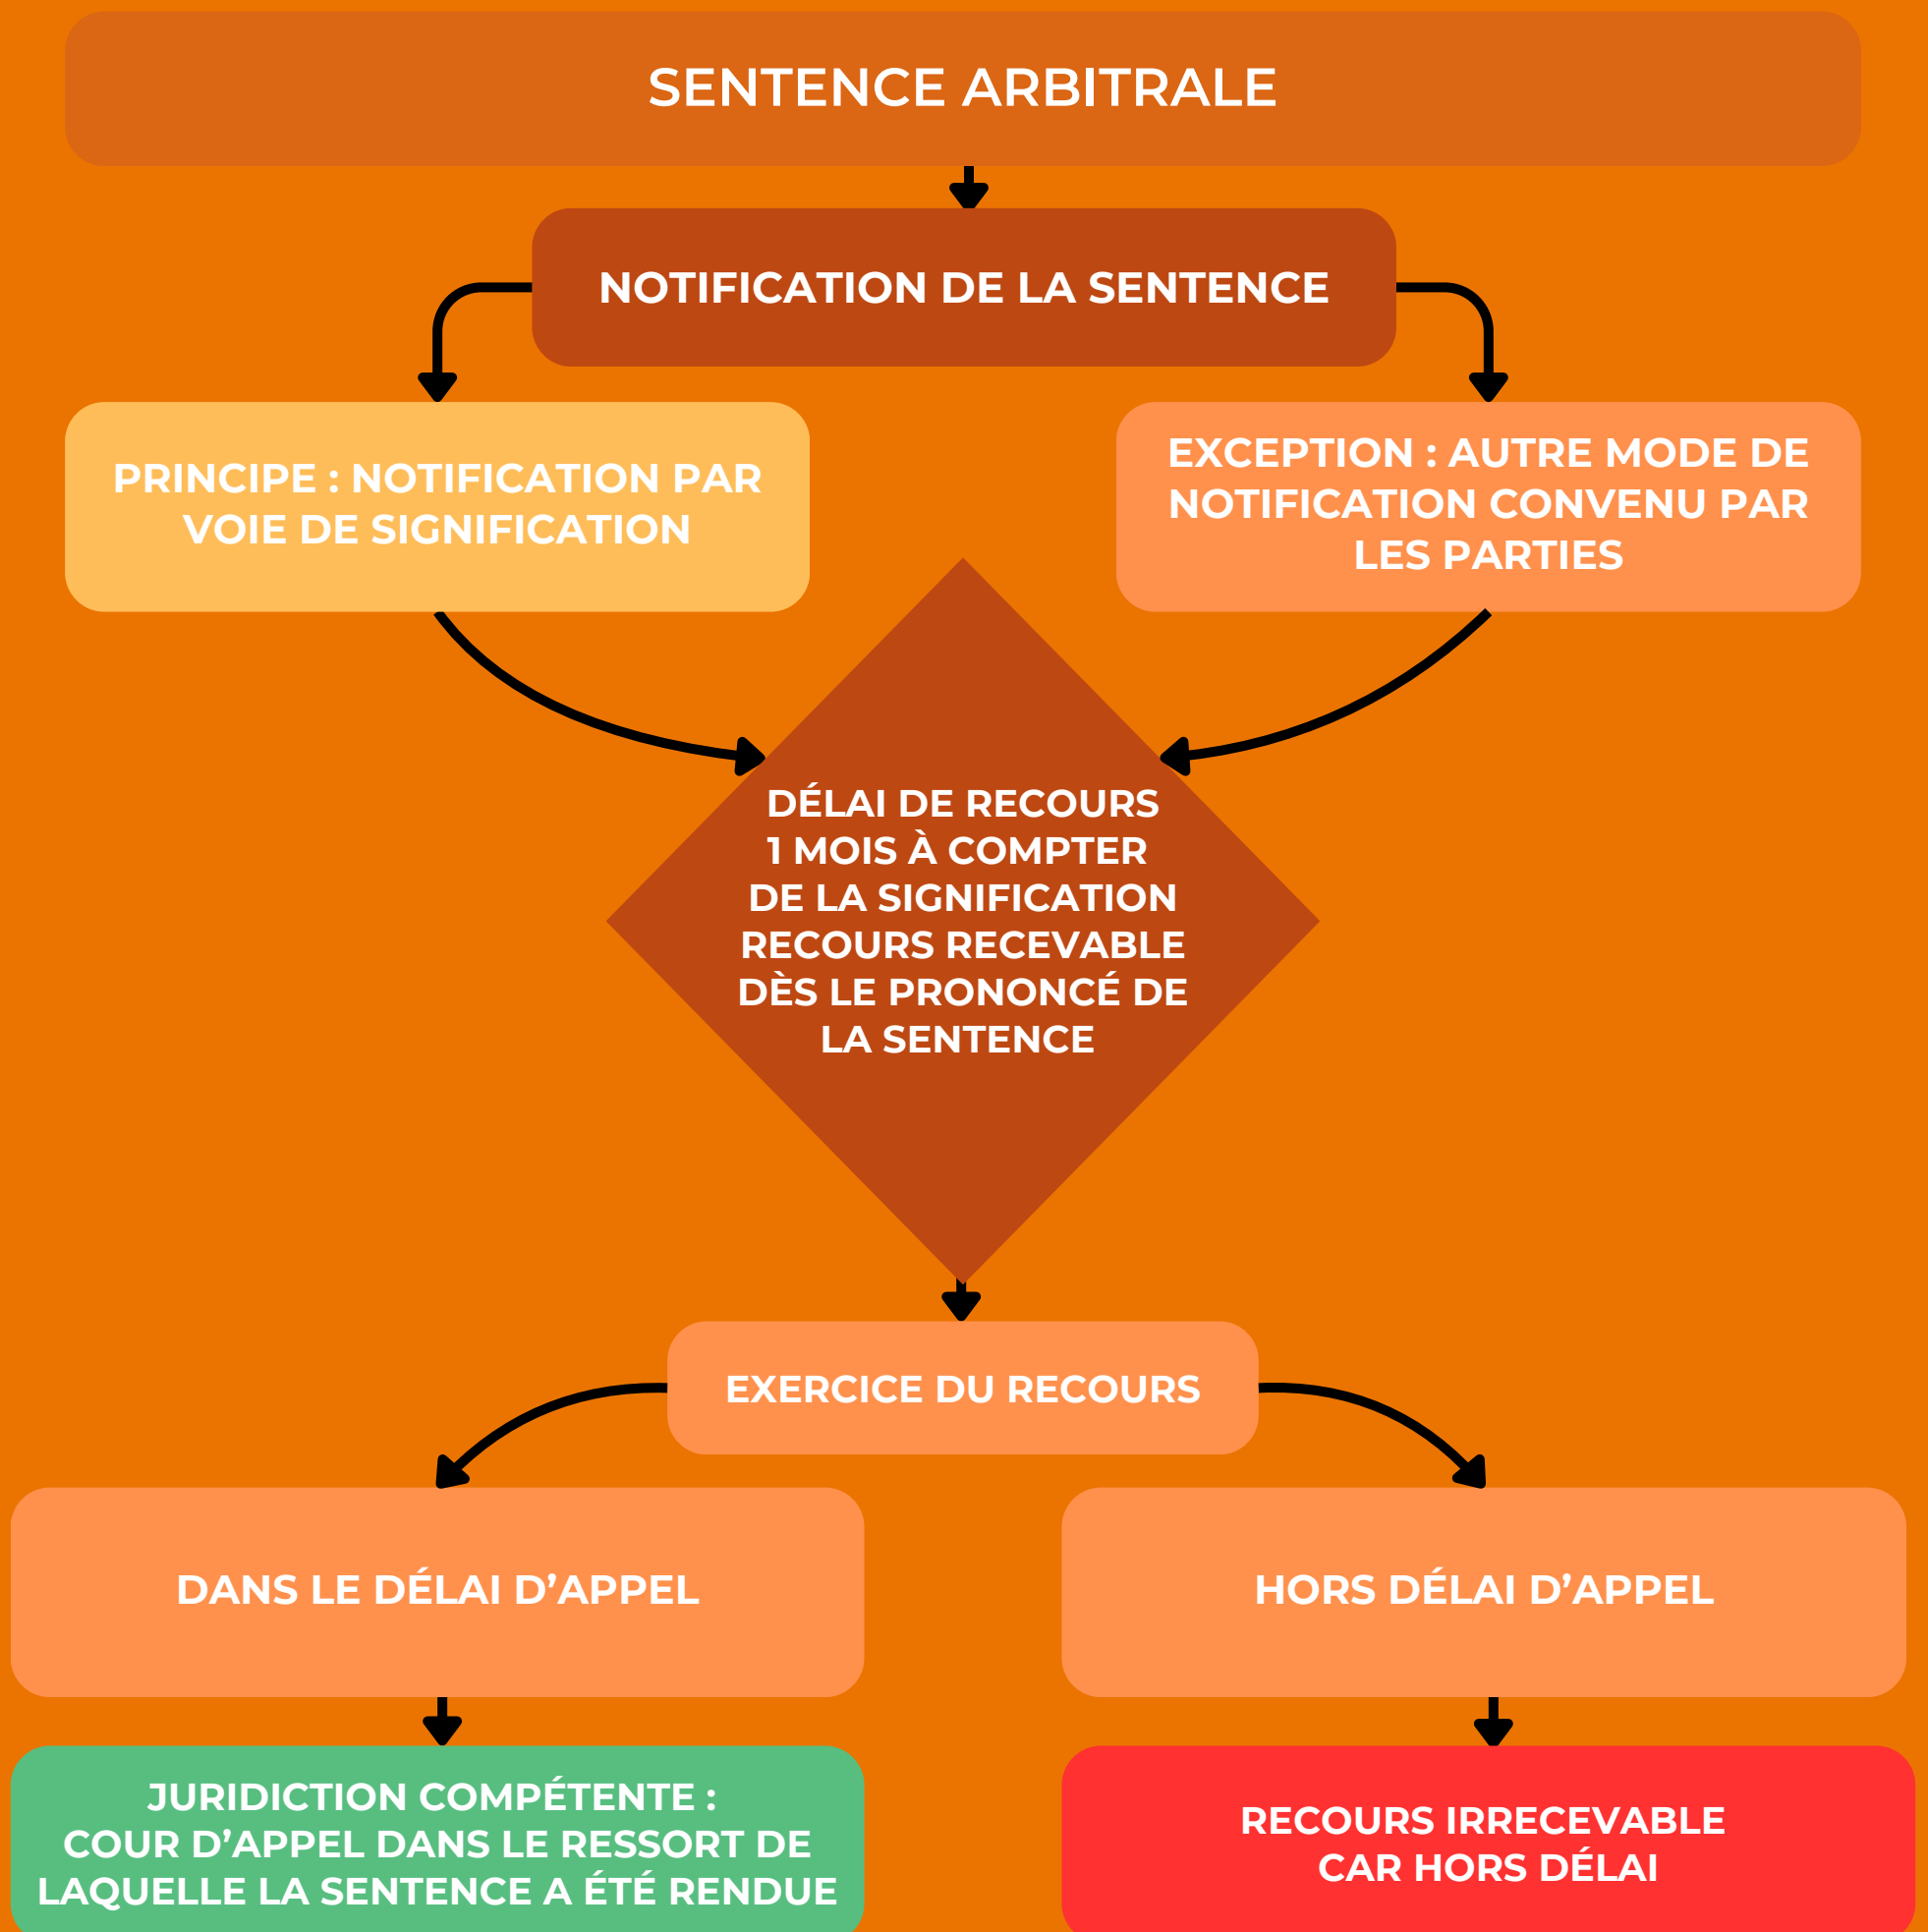 SENTENCE ARBITRALE
NOTIFICATION DE LA SENTENCE
PRINCIPE : NOTIFICATION PAR
VOIE DE SIGNIFICATION
EXCEPTION : AUTRE MODE DE
NOTIFICATION CONVENU PAR
LES PARTIES
DÉLAI DE RECOURS
1 MOIS À COMPTER
DE LA SIGNIFICATION
RECOURS RECEVABLE
DÈS LE PRONONCÉ DE
LA SENTENCE
EXERCICE DU RECOURS
DANS LE DÉLAI D’APPEL
HORS DÉLAI D’APPEL
JURIDICTION COMPÉTENTE :
COUR D’APPEL DANS LE RESSORT DE
LAQUELLE LA SENTENCE A ÉTÉ RENDUE
RECOURS IRRECEVABLE
CAR HORS DÉLAI